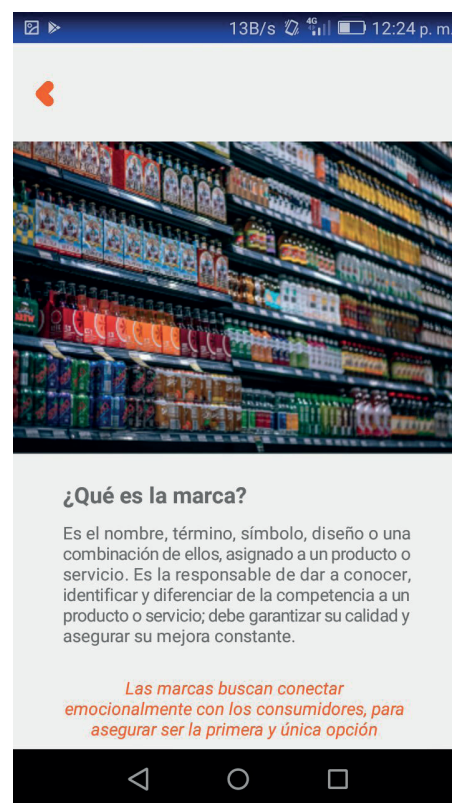 13B/s 4G 12:24 p. m.
¿Qué es la marca?
Es el nombre, término, símbolo, diseño o una
combinación de ellos, asignado a un producto o
servicio. Es la responsable de dar a conocer,
identificar y diferenciar de la competencia a un
producto o servicio; debe garantizar su calidad y
asegurar su mejora constante.
Las marcas buscan conectar
emocionalmente con los consumidores, para
asegurar ser la primera y única opción